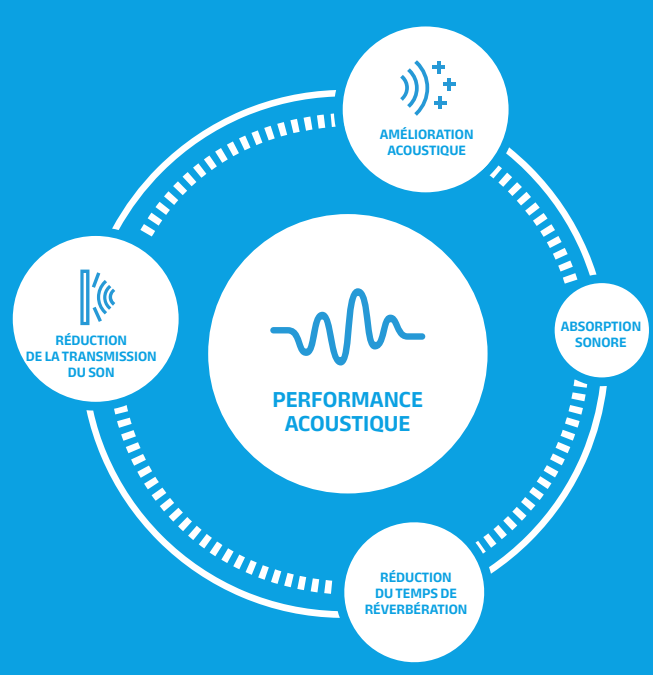 AMÉLIORATION
ACOUSTIQUE
RÉDUCTION
DE LA TRANSMISSION
DU SON
PERFORMANCE
ACOUSTIQUE
ABSORPTION
SONORE
RÉDUCTION
DU TEMPS DE
RÉVERBÉRATION